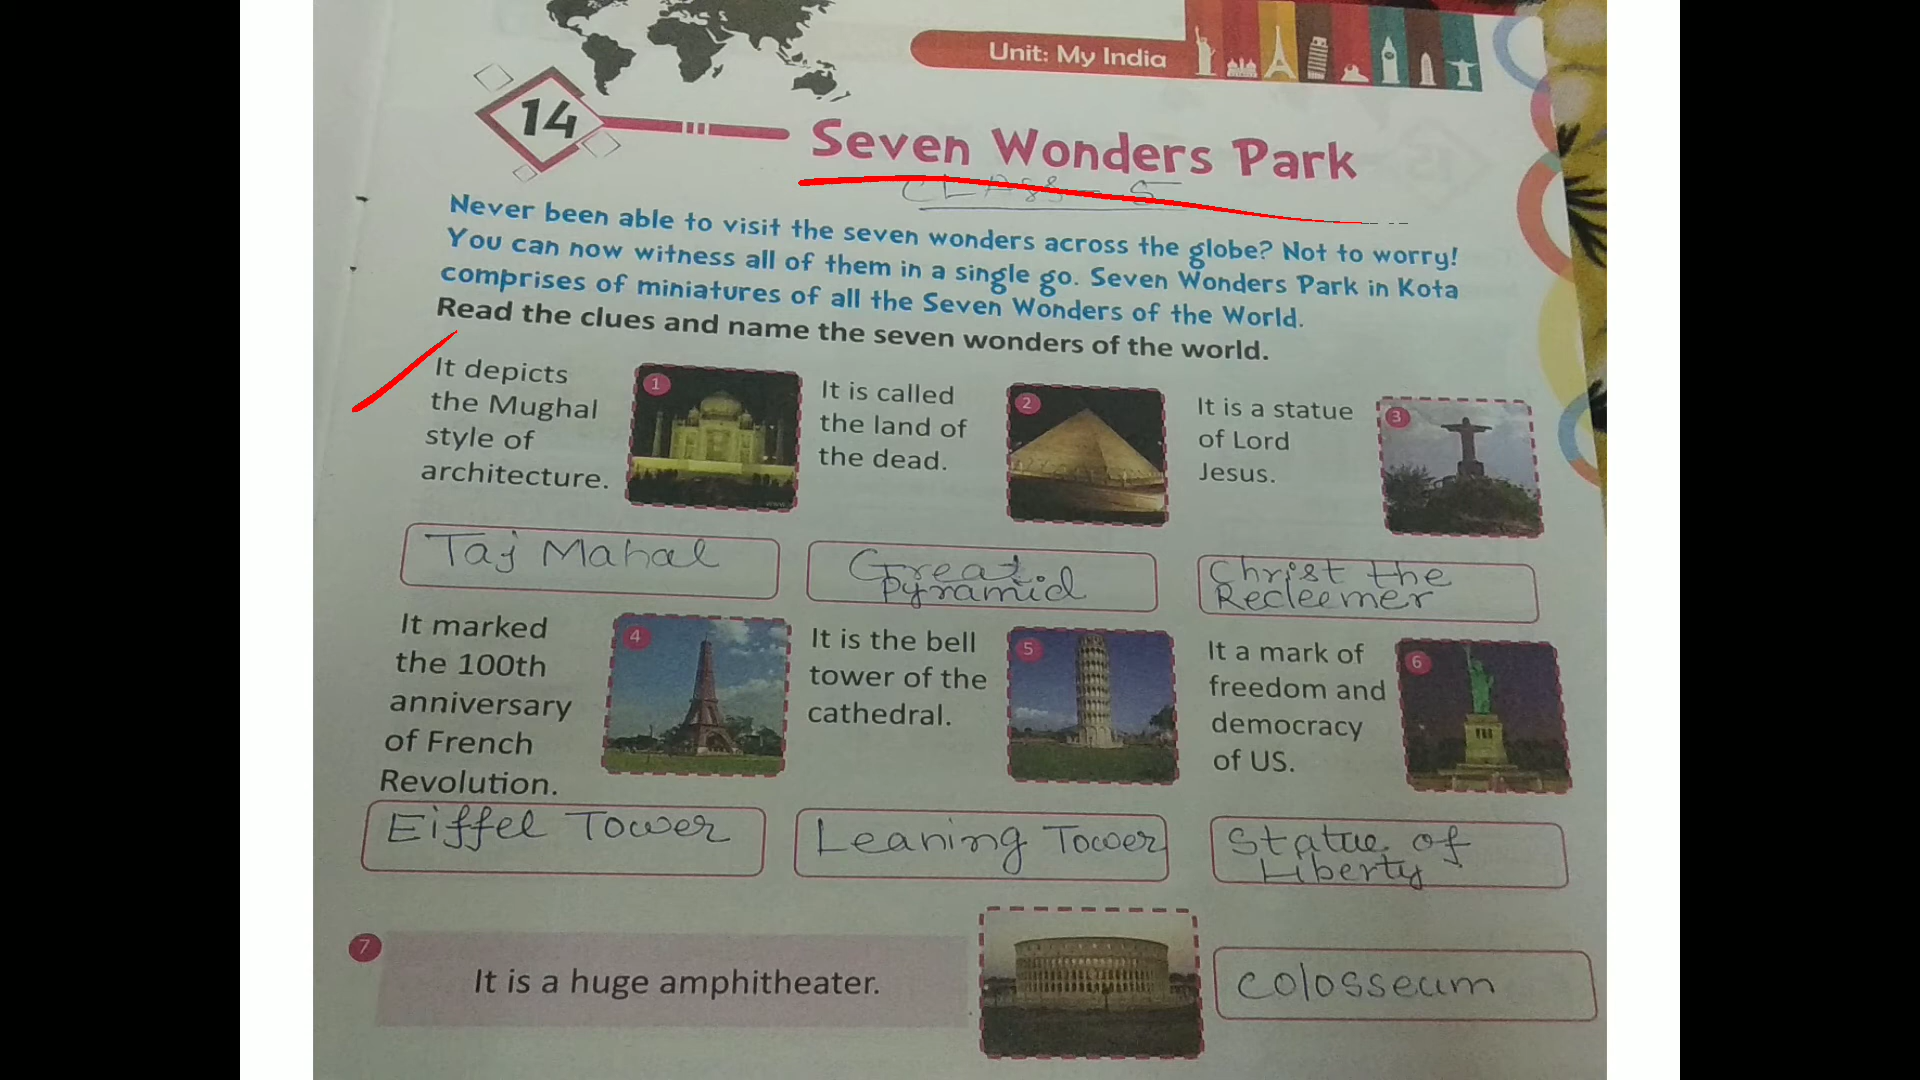 Unit: My India
14
Seven Wonders Park
CLASS - 5
Never been able to visit the seven wonders across the globe? Not to worry!
You can now witness all of them in a single go. Seven Wonders Park in Kota
comprises of miniatures of all the Seven Wonders of the World.
Read the clues and name the seven wonders of the world.
It depicts
the Mughal
style of
architecture.
1
It is called
the land of
the dead.
2
It is a statue
of Lord
Jesus.
3
Taj Mahal
Great
Pyramid
Christ the
Redeemer
It marked
the 100th
anniversary
of French
Revolution.
4
It is the bell
tower of the
cathedral.
5
It a mark of
freedom and
democracy
of US.
6
Eiffel Tower
Leaning Tower
Statue of
Liberty
7
It is a huge amphitheater.
Colosseum